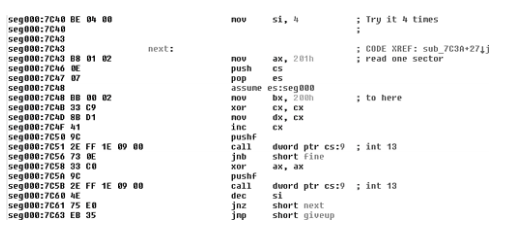 seg000:7C40 BE 04 00 mov si, 4 ; Try it 4 times
seg000:7C40 ;
seg000:7C43
seg000:7C43 next: ; CODE XREF: sub_7C3A+27↓j
seg000:7C43 B8 01 02 mov ax, 201h ; read one sector
seg000:7C46 0E push cs
seg000:7C47 07 pop es
seg000:7C48 assume es:seg000
seg000:7C48 BB 00 02 mov bx, 200h ; to here
seg000:7C4B 33 C9 xor cx, cx
seg000:7C4D 8B D1 mov dx, cx
seg000:7C4F 41 inc cx
seg000:7C50 9C pushf
seg000:7C51 2E FF 1E 09 00 call dword ptr cs:9 ; int 13
seg000:7C56 73 0E jnb short fine
seg000:7C58 33 C0 xor ax, ax
seg000:7C5A 9C pushf
seg000:7C5B 2E FF 1E 09 00 call dword ptr cs:9 ; int 13
seg000:7C60 4E dec si
seg000:7C61 75 E0 jnz short next
seg000:7C63 EB 35 jmp short giveup